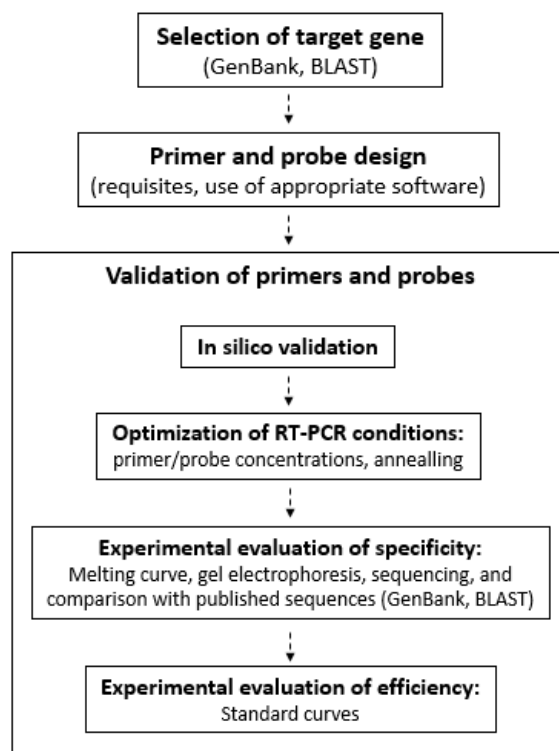 Selection of target gene
(GenBank, BLAST)
Primer and probe design
(requisites, use of appropriate software)
Validation of primers and probes
In silico validation
Optimization of RT-PCR conditions:
primer/probe concentrations, annealling
Experimental evaluation of specificity:
Melting curve, gel electrophoresis, sequencing, and
comparison with published sequences (GenBank, BLAST)
Experimental evaluation of efficiency:
Standard curves